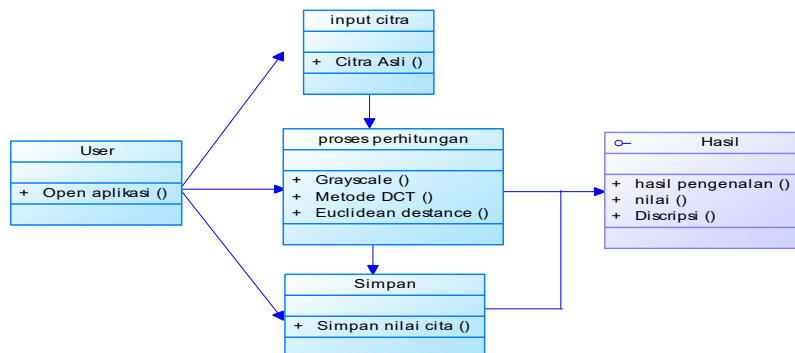 input citra
+ Citra Asli ()
User
+ Open aplikasi ()
proses perhitungan
+ Grayscale ()
+ Metode DCT ()
+ Euclidean destance ()
Hasil
+ hasil pengenalan ()
+ nilai ()
+ Discripsi ()
Simpan
+ Simpan nilai cita ()